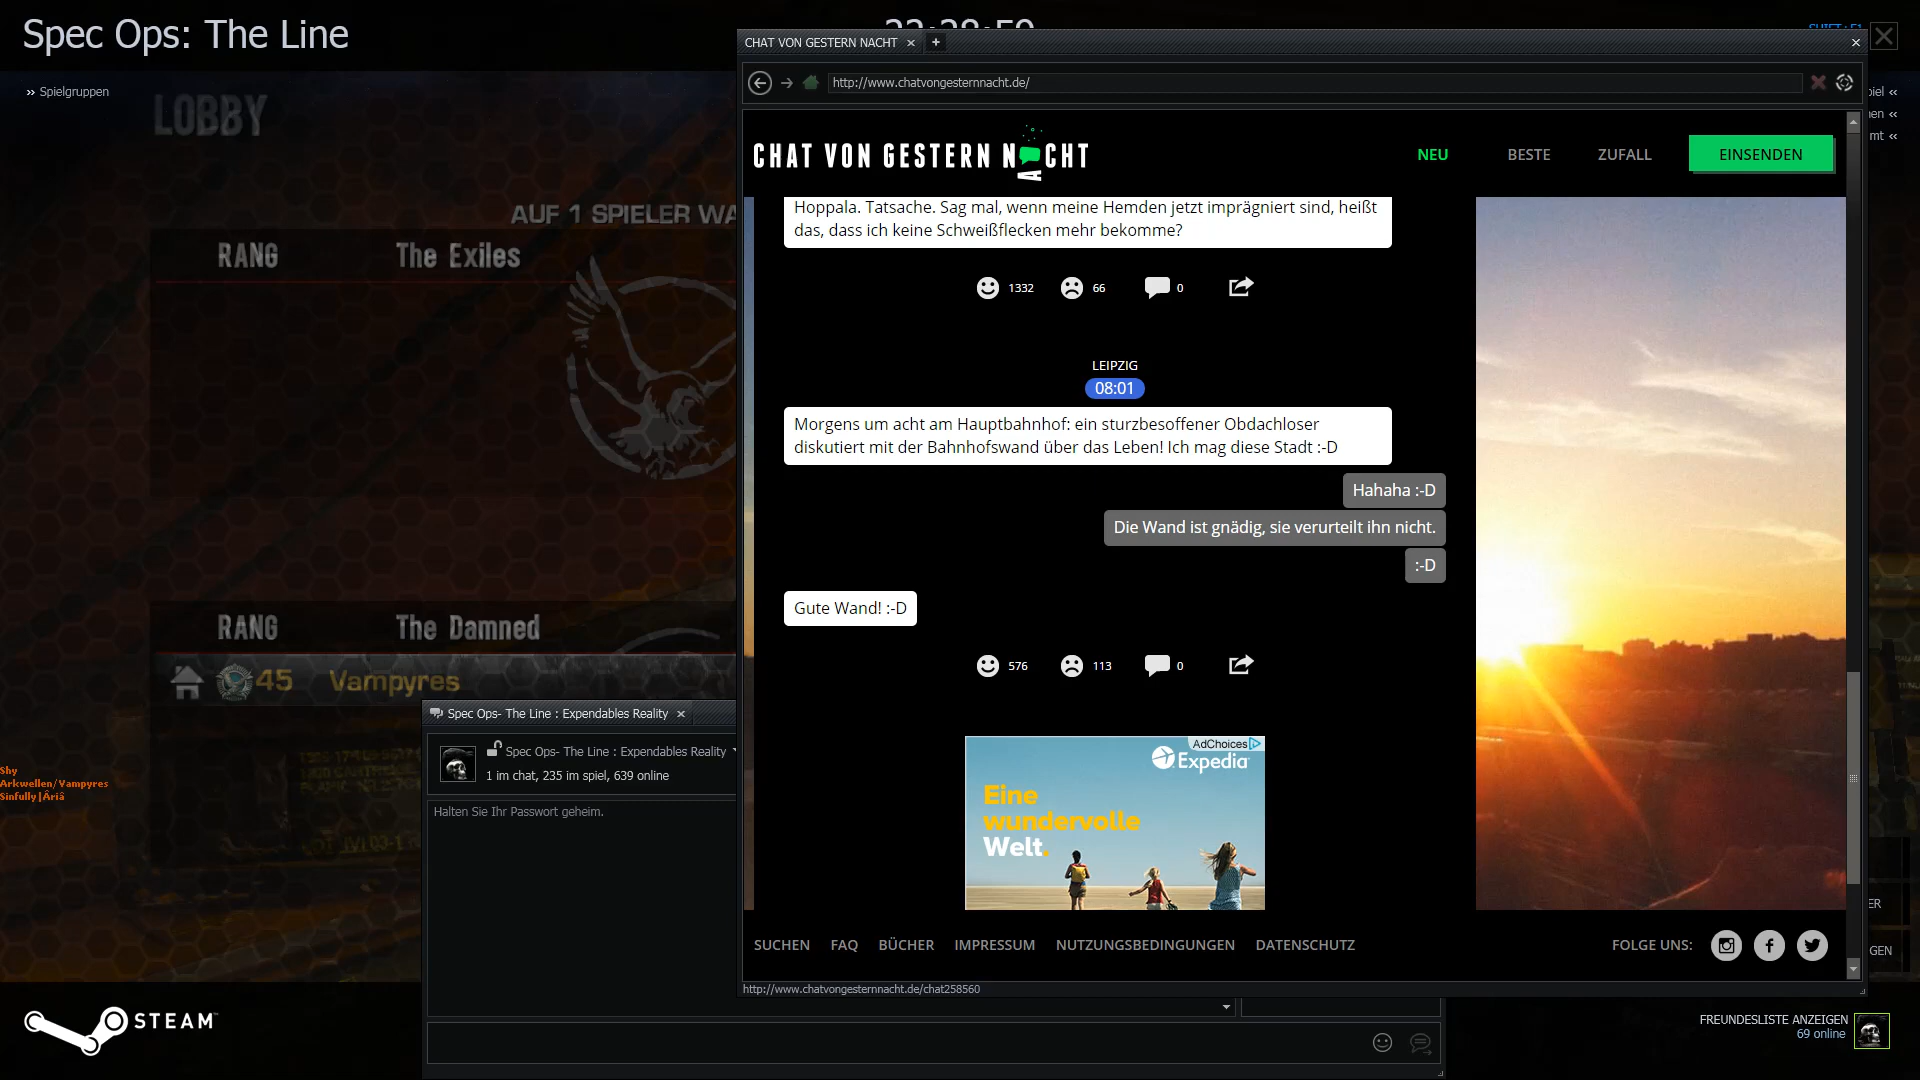 Spec Ops: The Line
›› Spielgruppen
LOBBY
AUF 1 SPIELER WA
RANG The Exiles
RANG The Damned
45 Vampyres
Shy
Arkwellen/Vampyres
Sinfully|Âriâ
Spec Ops- The Line : Expendables Reality
Spec Ops- The Line : Expendables Reality
1 im chat, 235 im spiel, 639 online
Halten Sie Ihr Passwort geheim.
STEAM
CHAT VON GESTERN NACHT
http://www.chatvongesternnacht.de/
CHAT VON GESTERN NACHT
NEU BESTE ZUFALL EINSENDEN
Hoppala. Tatsache. Sag mal, wenn meine Hemden jetzt imprägniert sind, heißt
das, dass ich keine Schweißflecken mehr bekomme?
1332 66 0
LEIPZIG
08:01
Morgens um acht am Hauptbahnhof: ein sturzbesoffener Obdachloser
diskutiert mit der Bahnhofswand über das Leben! Ich mag diese Stadt :-D
Hahaha :-D
Die Wand ist gnädig, sie verurteilt ihn nicht.
:-D
Gute Wand! :-D
576 113 0
AdChoices
Expedia
Eine
wundervolle
Welt.
SUCHEN FAQ BÜCHER IMPRESSUM NUTZUNGSBEDINGUNGEN DATENSCHUTZ
FOLGE UNS:
http://www.chatvongesternnacht.de/chat258560
FREUNDESLISTE ANZEIGEN
69 online